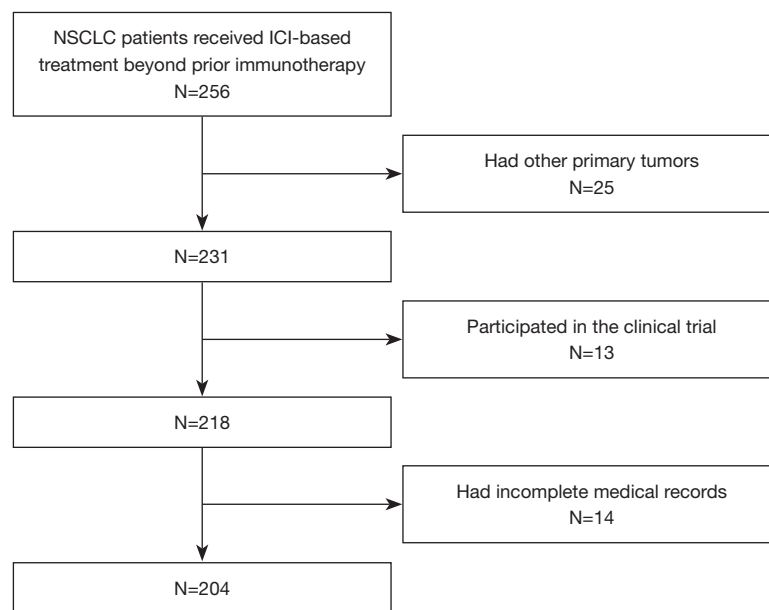 NSCLC patients received ICI-based
treatment beyond prior immunotherapy
N=256
Had other primary tumors
N=25
N=231
Participated in the clinical trial
N=13
N=218
Had incomplete medical records
N=14
N=204